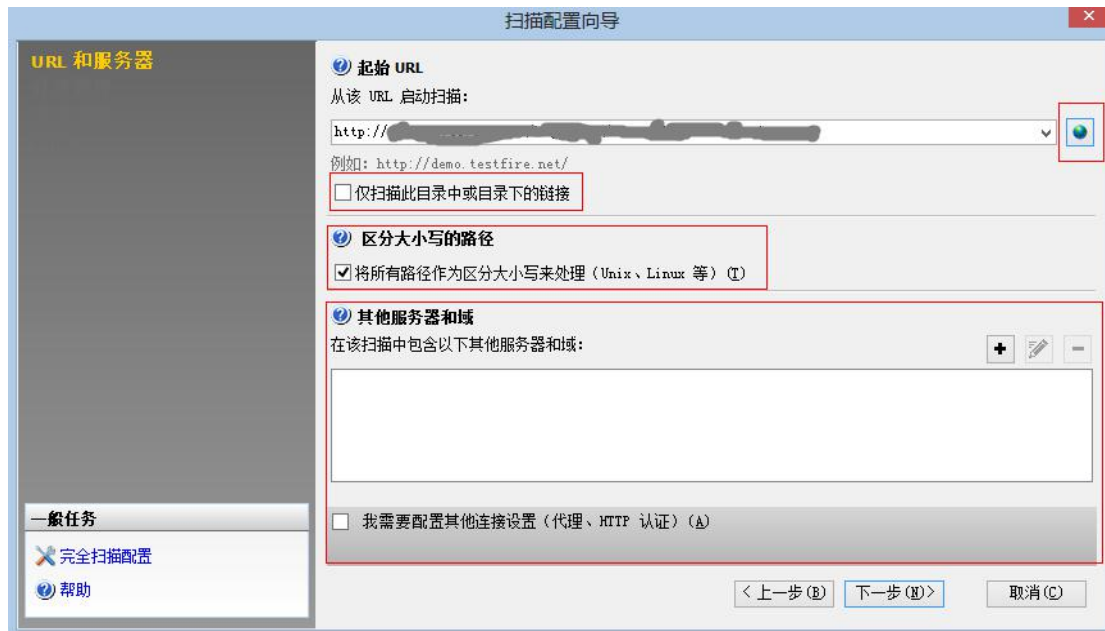 扫描配置向导
URL 和服务器
起始 URL
从该 URL 启动扫描：
http://
例如：http://demo.testfire.net/
仅扫描此目录中或目录下的链接
区分大小写的路径
将所有路径作为区分大小写来处理（Unix、Linux 等）(T)
其他服务器和域
在该扫描中包含以下其他服务器和域：
我需要配置其他连接设置（代理、HTTP 认证）(A)
一般任务
完全扫描配置
帮助
<上一步(B) 下一步(N)> 取消(C)